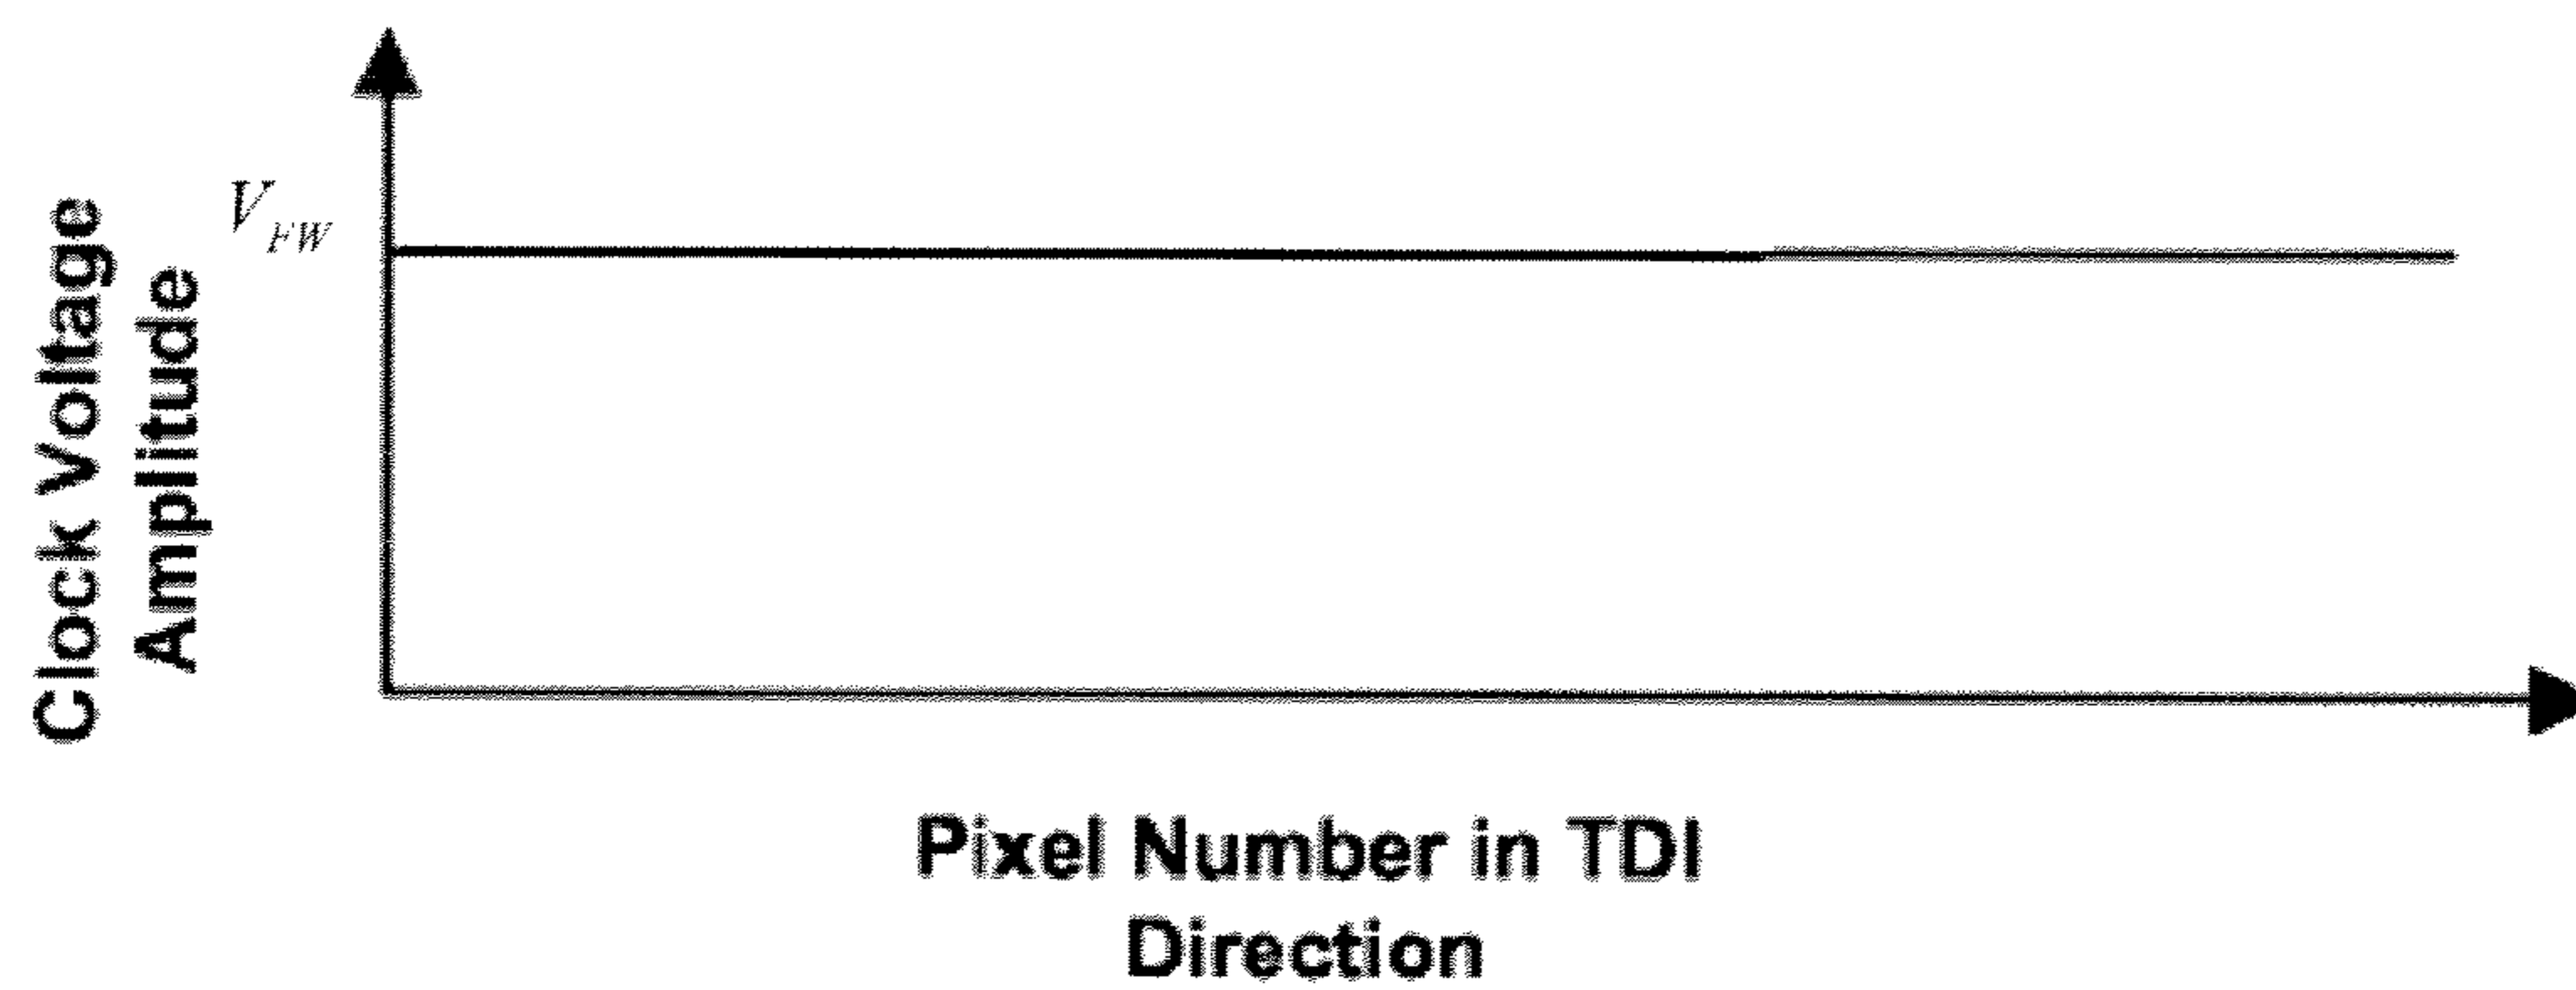 Clock Voltage
Amplitude
V_FW
Pixel Number in TDI
Direction